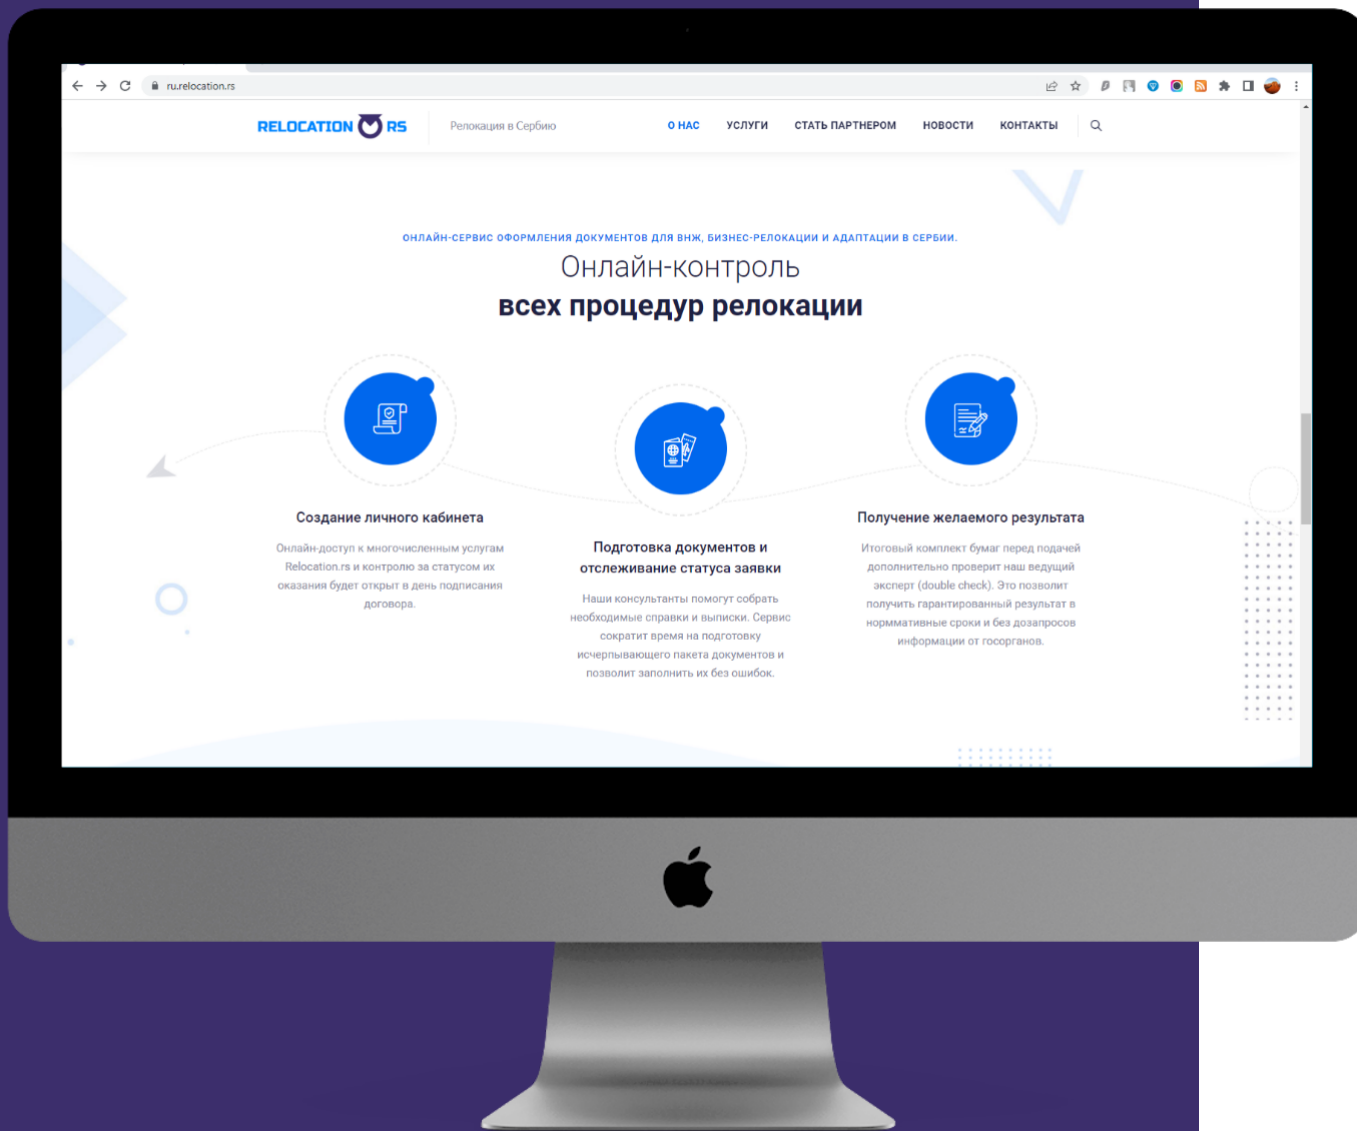 ru.relocation.rs
RELOCATION RS
Релокация в Сербию
О НАС УСЛУГИ СТАТЬ ПАРТНЕРОМ НОВОСТИ КОНТАКТЫ
ОНЛАЙН-СЕРВИС ОФОРМЛЕНИЯ ДОКУМЕНТОВ ДЛЯ ВНЖ, БИЗНЕС-РЕЛОКАЦИИ И АДАПТАЦИИ В СЕРБИИ.
Онлайн-контроль
всех процедур релокации
Создание личного кабинета
Онлайн-доступ к многочисленным услугам
Relocation.rs и контролю за статусом их
оказания будет открыт в день подписания
договора.
Подготовка документов и
отслеживание статуса заявки
Наши консультанты помогут собрать
необходимые справки и выписки. Сервис
сократит время на подготовку
исчерпывающего пакета документов и
позволит заполнить их без ошибок.
Получение желаемого результата
Итоговый комплект бумаг перед подачей
дополнительно проверит наш ведущий
эксперт (double check). Это позволит
получить гарантированный результат в
норммативные сроки и без дозапросов
информации от госорганов.